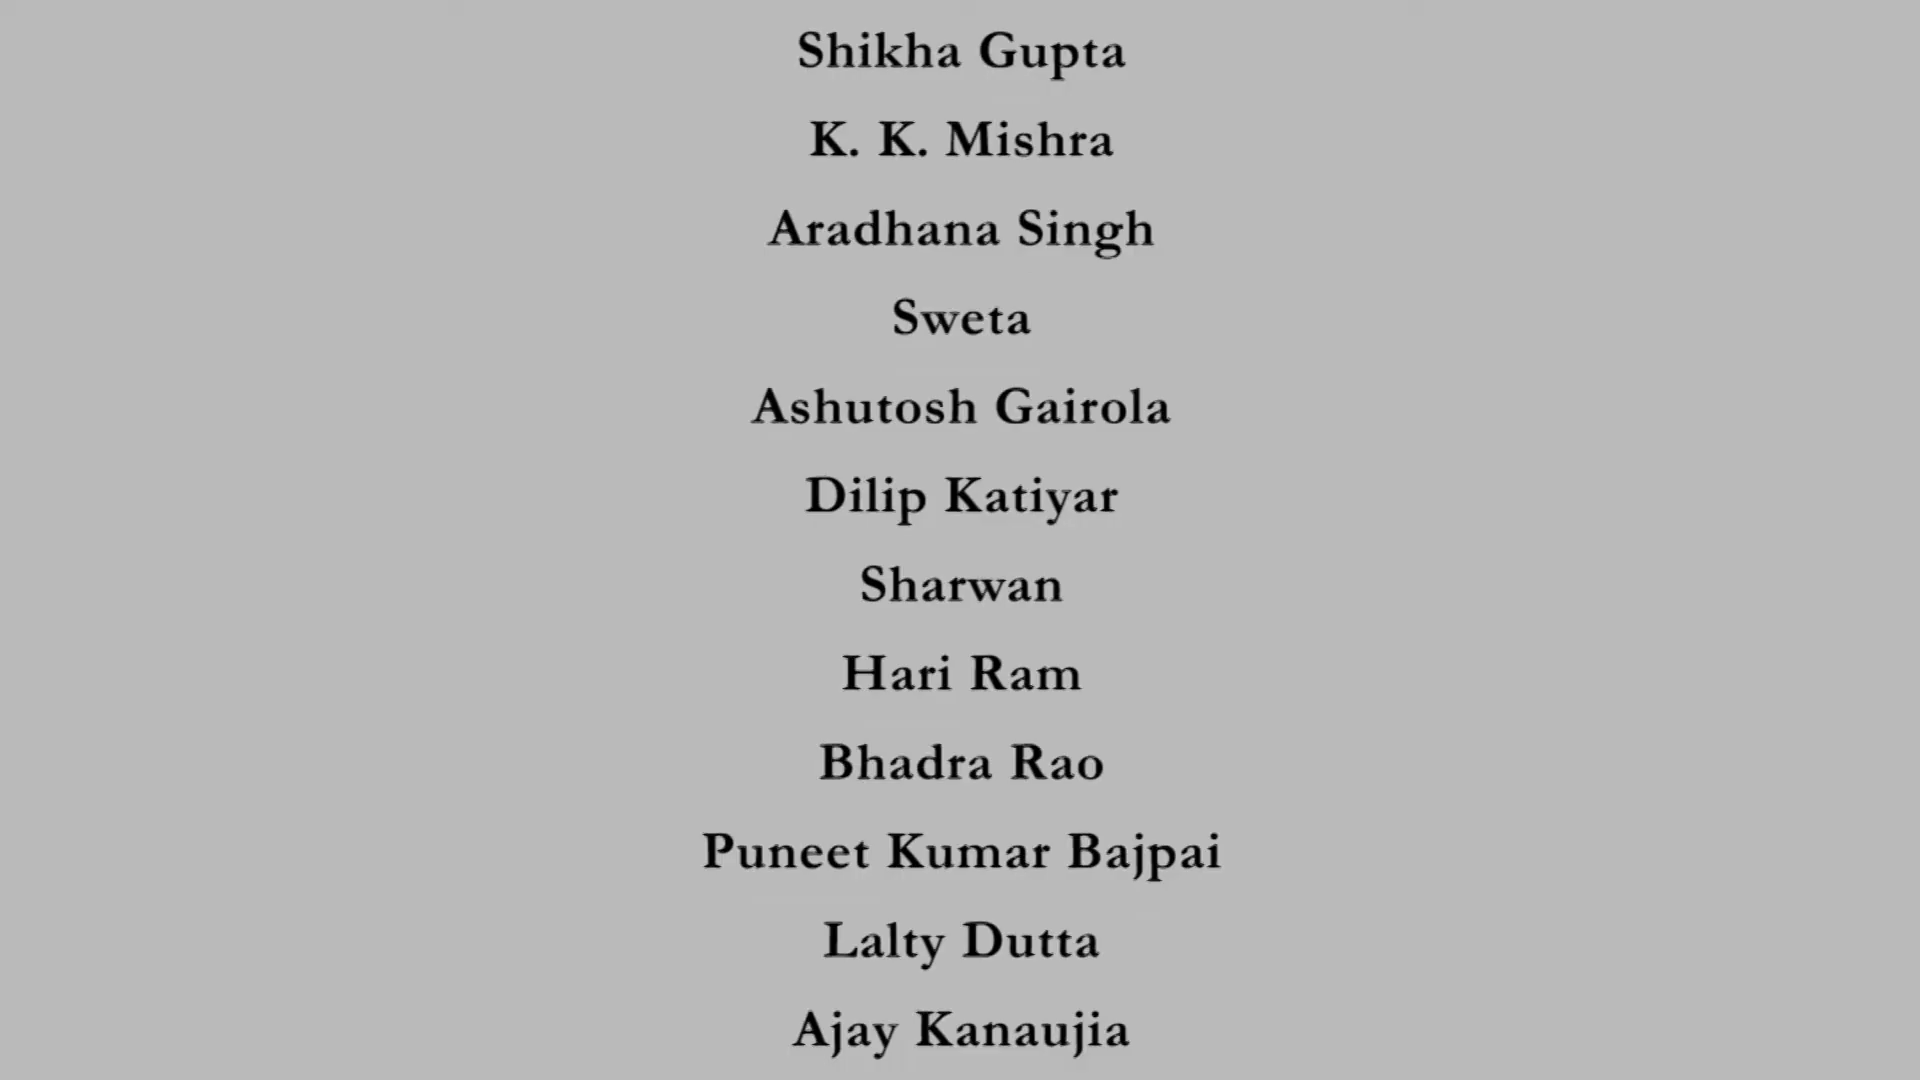 Shikha Gupta
K. K. Mishra
Aradhana Singh
Sweta
Ashutosh Gairola
Dilip Katiyar
Sharwan
Hari Ram
Bhadra Rao
Puneet Kumar Bajpai
Lalty Dutta
Ajay Kanaujia